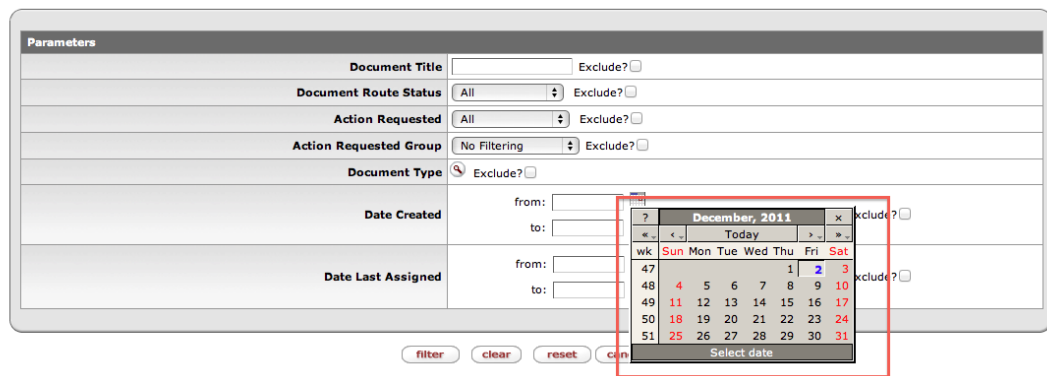 Parameters
Document Title Exclude?
Document Route Status All Exclude?
Action Requested All Exclude?
Action Requested Group No Filtering Exclude?
Document Type Exclude?
Date Created from: xclude?
to:
Date Last Assigned from: xclude?
to:
? December, 2011 ×
« ‹ Today › »
wk Sun Mon Tue Wed Thu Fri Sat
47 1 2 3
48 4 5 6 7 8 9 10
49 11 12 13 14 15 16 17
50 18 19 20 21 22 23 24
51 25 26 27 28 29 30 31
Select date
filter clear reset can